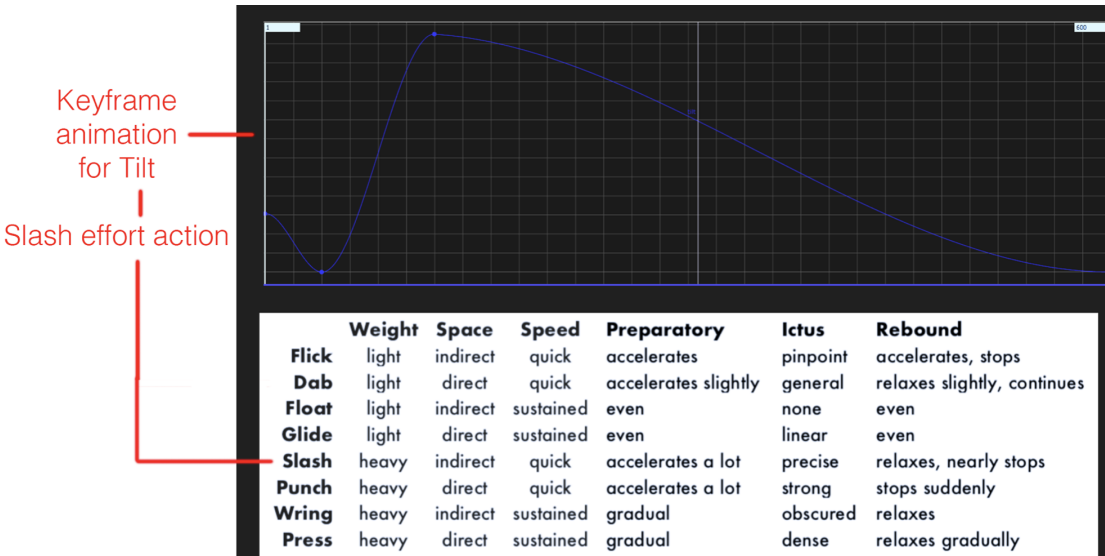 1
600
Keyframe
animation
for Tilt
Slash effort action
Weight Space Speed Preparatory Ictus Rebound
Flick light indirect quick accelerates pinpoint accelerates, stops
Dab light direct quick accelerates slightly general relaxes slightly, continues
Float light indirect sustained even none even
Glide light direct sustained even linear even
Slash heavy indirect quick accelerates a lot precise relaxes, nearly stops
Punch heavy direct quick accelerates a lot strong stops suddenly
Wring heavy indirect sustained gradual obscured relaxes
Press heavy direct sustained gradual dense relaxes gradually